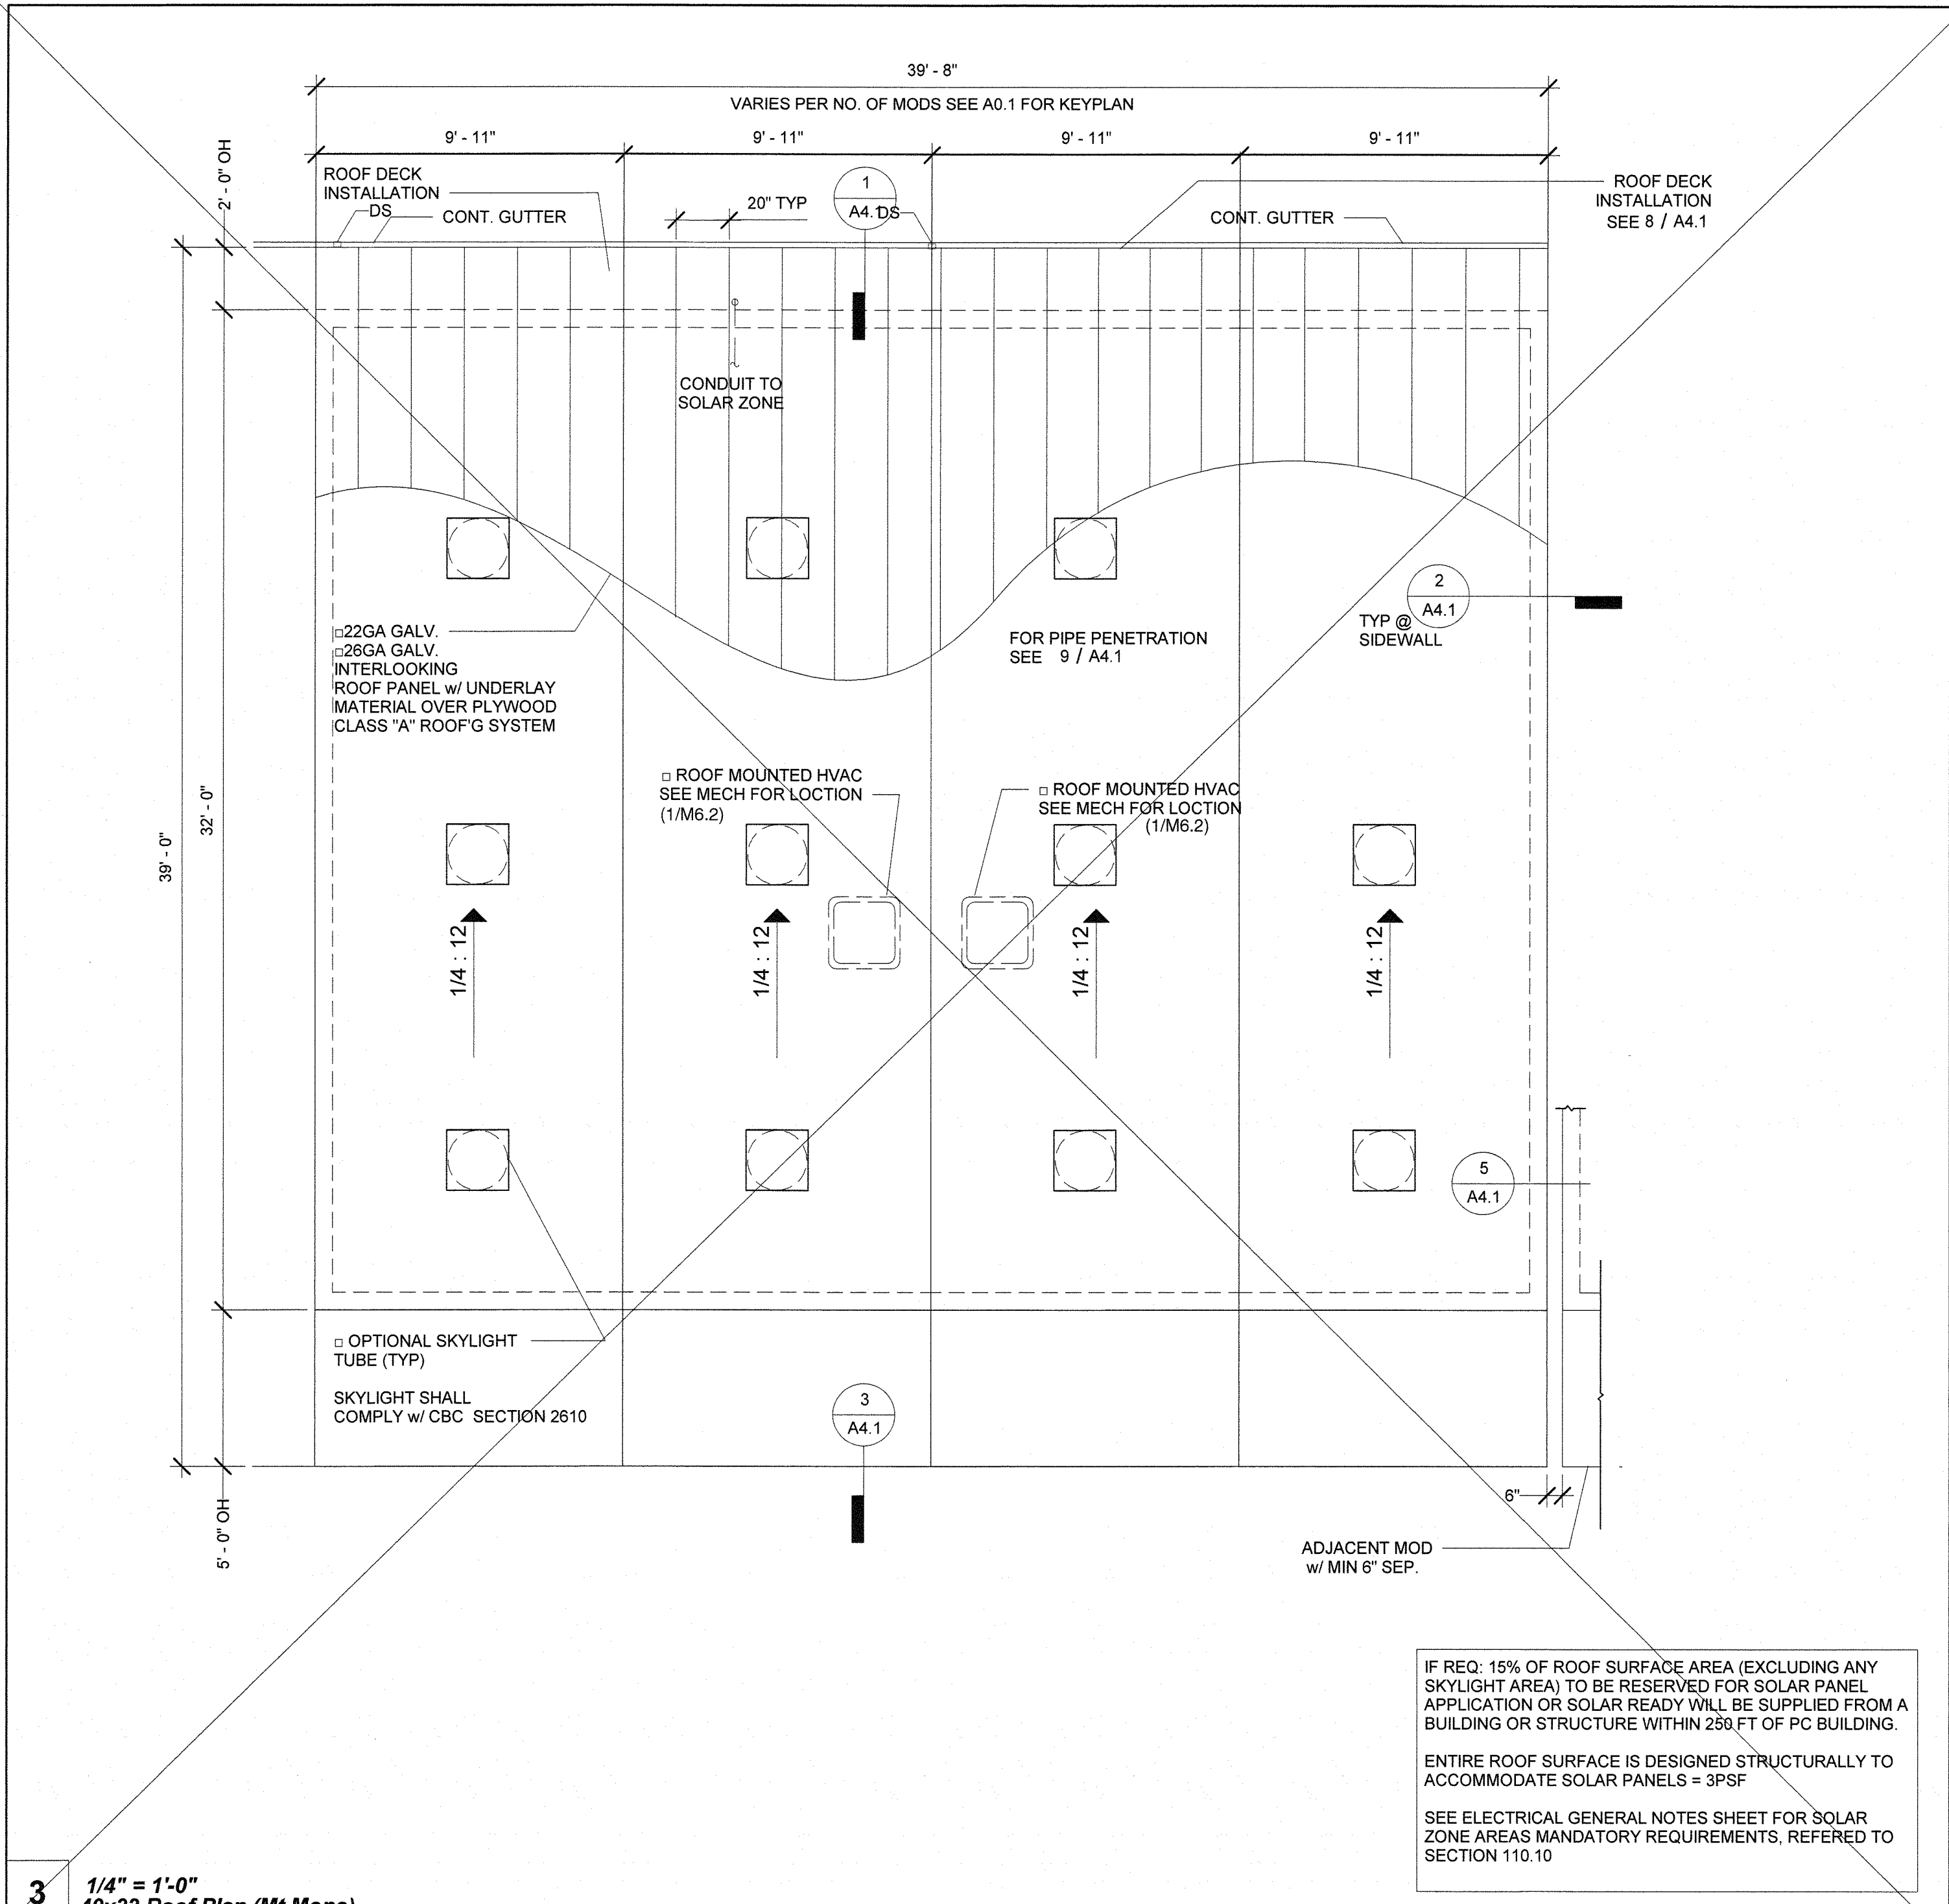 39' - 8"
VARIES PER NO. OF MODS SEE A0.1 FOR KEYPLAN
9' - 11"
9' - 11"
9' - 11"
9' - 11"
2' - 0" OH
ROOF DECK
INSTALLATION
DS
CONT. GUTTER
20" TYP
1
A4.1
DS
CONT. GUTTER
ROOF DECK
INSTALLATION
SEE 8 / A4.1
CONDUIT TO
SOLAR ZONE
2
A4.1
TYP @
SIDEWALL
□22GA GALV.
□26GA GALV.
INTERLOOKING
ROOF PANEL w/ UNDERLAY
MATERIAL OVER PLYWOOD
CLASS "A" ROOF'G SYSTEM
FOR PIPE PENETRATION
SEE 9 / A4.1
□ ROOF MOUNTED HVAC
SEE MECH FOR LOCTION
(1/M6.2)
□ ROOF MOUNTED HVAC
SEE MECH FOR LOCTION
(1/M6.2)
39' - 0"
32' - 0"
1/4 : 12
1/4 : 12
1/4 : 12
1/4 : 12
5
A4.1
□ OPTIONAL SKYLIGHT
TUBE (TYP)
SKYLIGHT SHALL
COMPLY w/ CBC SECTION 2610
3
A4.1
5' - 0" OH
6"
ADJACENT MOD
w/ MIN 6" SEP.
IF REQ: 15% OF ROOF SURFACE AREA (EXCLUDING ANY
SKYLIGHT AREA) TO BE RESERVED FOR SOLAR PANEL
APPLICATION OR SOLAR READY WILL BE SUPPLIED FROM A
BUILDING OR STRUCTURE WITHIN 250 FT OF PC BUILDING.
ENTIRE ROOF SURFACE IS DESIGNED STRUCTURALLY TO
ACCOMMODATE SOLAR PANELS = 3PSF
SEE ELECTRICAL GENERAL NOTES SHEET FOR SOLAR
ZONE AREAS MANDATORY REQUIREMENTS, REFERED TO
SECTION 110.10
3
1/4" = 1'-0"
Roof Plan